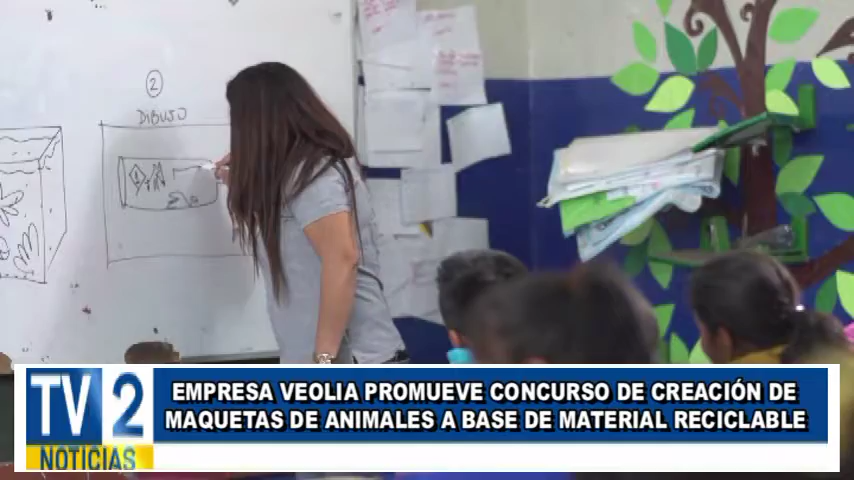 2
DIBUJO
TV 2
NOTICIAS
EMPRESA VEOLIA PROMUEVE CONCURSO DE CREACIÓN DE
MAQUETAS DE ANIMALES A BASE DE MATERIAL RECICLABLE